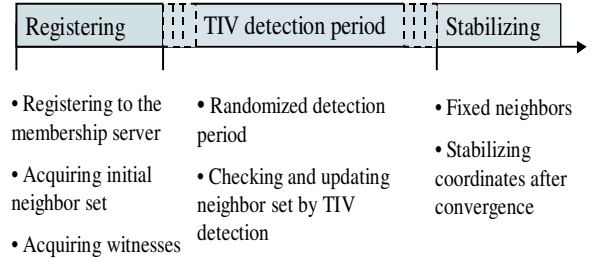 Registering
TIV detection period
Stabilizing
• Registering to the
membership server
• Acquiring initial
neighbor set
• Acquiring witnesses
• Randomized detection
period
• Checking and updating
neighbor set by TIV
detection
• Fixed neighbors
• Stabilizing
coordinates after
convergence